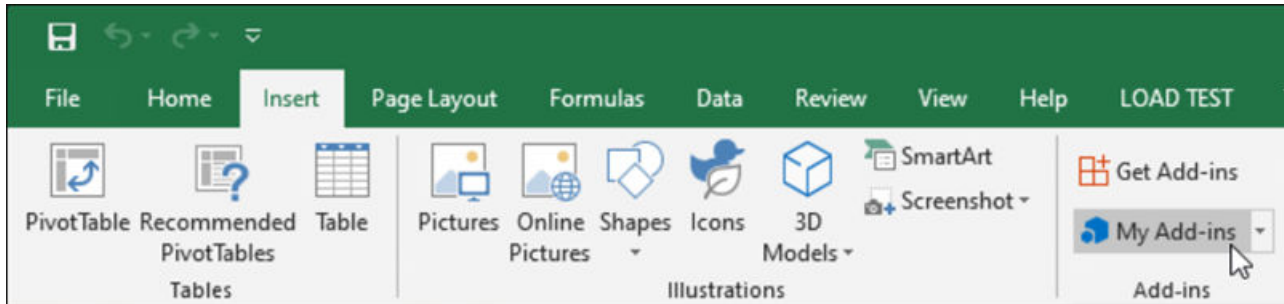 File Home Insert Page Layout Formulas Data Review View Help LOAD TEST
PivotTable
Recommended
PivotTables
Table
Tables
Pictures
Online
Pictures
Shapes
Icons
3D
Models
SmartArt
Screenshot
Illustrations
Get Add-ins
My Add-ins
Add-ins